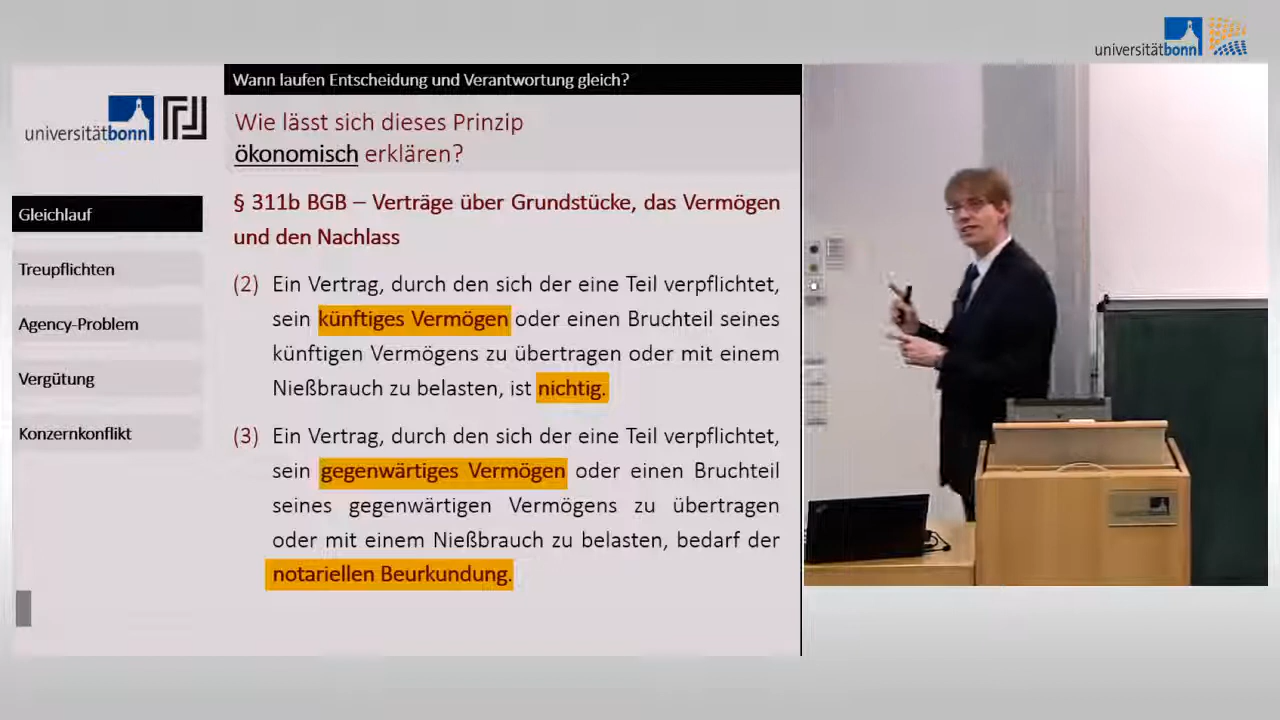 universitätbonn
Wann laufen Entscheidung und Verantwortung gleich?
universitätbonn
Wie lässt sich dieses Prinzip
ökonomisch erklären?
Gleichlauf
Treupflichten
Agency-Problem
Vergütung
Konzernkonflikt
§ 311b BGB – Verträge über Grundstücke, das Vermögen
und den Nachlass
(2) Ein Vertrag, durch den sich der eine Teil verpflichtet,
sein künftiges Vermögen oder einen Bruchteil seines
künftigen Vermögens zu übertragen oder mit einem
Nießbrauch zu belasten, ist nichtig.
(3) Ein Vertrag, durch den sich der eine Teil verpflichtet,
sein gegenwärtiges Vermögen oder einen Bruchteil
seines gegenwärtigen Vermögens zu übertragen
oder mit einem Nießbrauch zu belasten, bedarf der
notariellen Beurkundung.